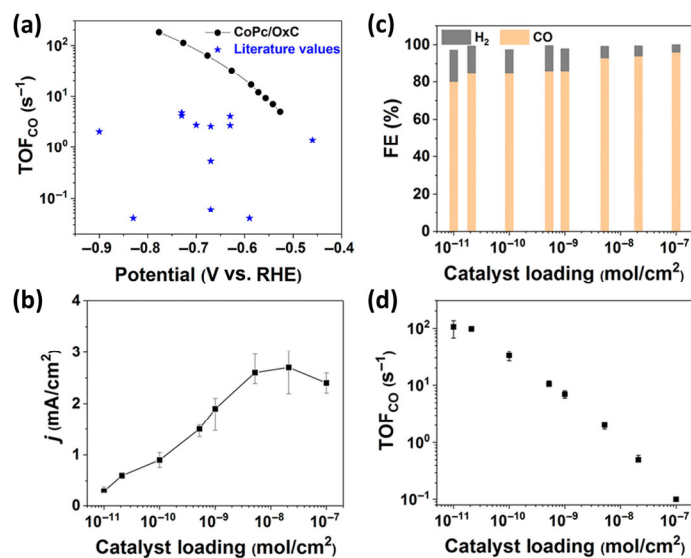 (a)
CoPc/OxC
Literature values
10²
10¹
10⁰
10⁻¹
TOF_CO (s⁻¹)
−0.9 −0.8 −0.7 −0.6 −0.5 −0.4
Potential (V vs. RHE)
(c)
H₂ CO
100
80
60
40
20
0
FE (%)
10⁻¹¹ 10⁻¹⁰ 10⁻⁹ 10⁻⁸ 10⁻⁷
Catalyst loading (mol/cm²)
(b)
4
3
2
1
0
j (mA/cm²)
10⁻¹¹ 10⁻¹⁰ 10⁻⁹ 10⁻⁸ 10⁻⁷
Catalyst loading (mol/cm²)
(d)
10²
10¹
10⁰
10⁻¹
TOF_CO (s⁻¹)
10⁻¹¹ 10⁻¹⁰ 10⁻⁹ 10⁻⁸ 10⁻⁷
Catalyst loading (mol/cm²)